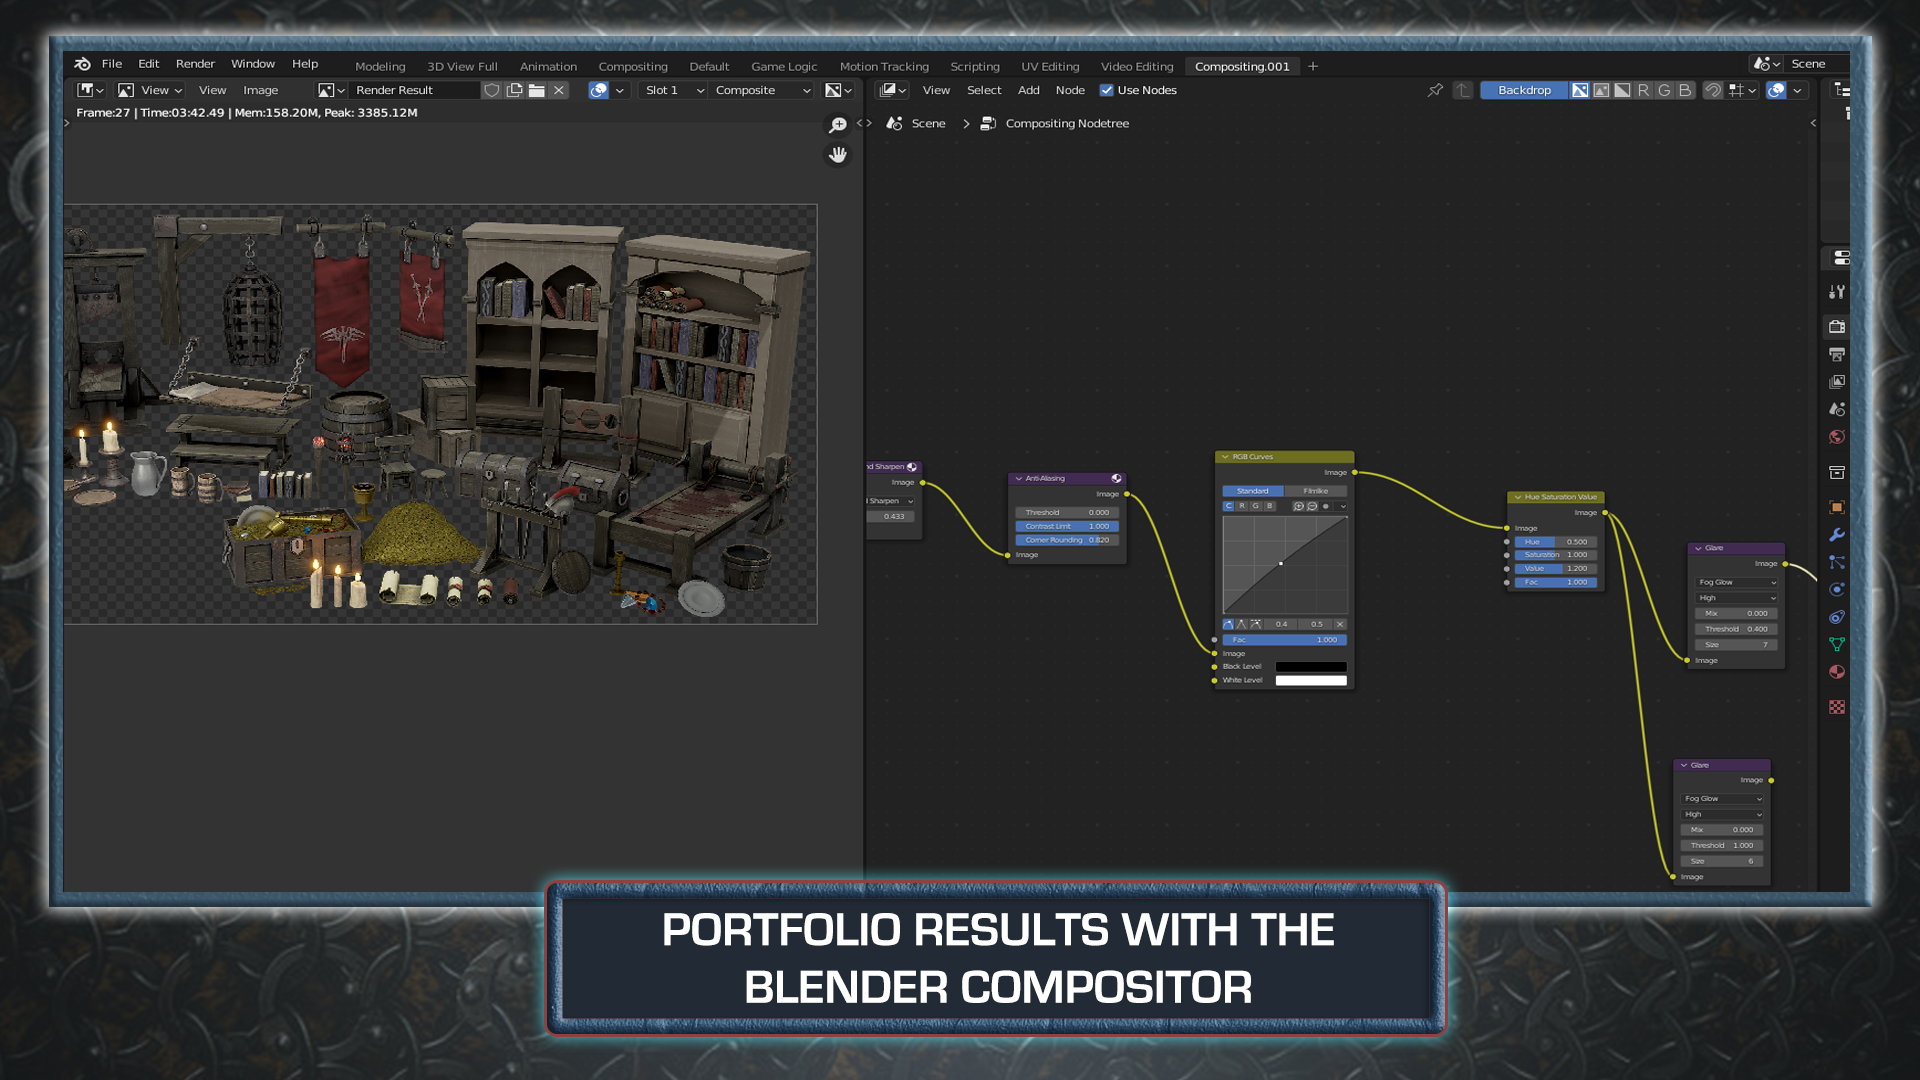 File Edit Render Window Help
Modeling 3D View Full Animation Compositing Default Game Logic Motion Tracking Scripting UV Editing Video Editing Compositing.001
Scene
View View Image Render Result Slot 1 Composite
View Select Add Node Use Nodes Backdrop R G B
Frame:27 | Time:03:42.49 | Mem:158.20M, Peak: 3385.12M
Scene > Compositing Nodetree
nd Sharpen
Image
d Sharpen
0.433
Anti-Aliasing
Image
Threshold 0.000
Contrast Limit 1.000
Corner Rounding 0.820
Image
RGB Curves
Image
Standard Filmlike
C R G B
0.4 0.5
Fac 1.000
Image
Black Level
White Level
Hue Saturation Value
Image
Image
Hue 0.500
Saturation 1.000
Value 1.200
Fac 1.000
Glare
Image
Fog Glow
High
Mix 0.000
Threshold 0.400
Size 7
Image
Glare
Image
Fog Glow
High
Mix 0.000
Threshold 1.000
Size 6
Image
PORTFOLIO RESULTS WITH THE
BLENDER COMPOSITOR